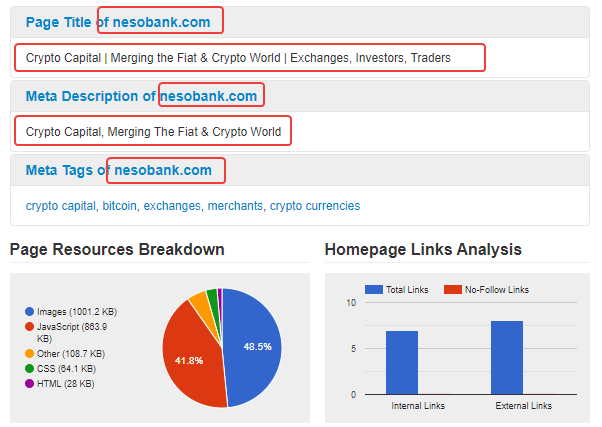 Page Title of nesobank.com
Crypto Capital | Merging the Fiat & Crypto World | Exchanges, Investors, Traders
Meta Description of nesobank.com
Crypto Capital, Merging The Fiat & Crypto World
Meta Tags of nesobank.com
crypto capital, bitcoin, exchanges, merchants, crypto currencies
Page Resources Breakdown
Images (1001.2 KB)
JavaScript (863.9
KB)
Other (108.7 KB)
CSS (64.1 KB)
HTML (28 KB)
48.5%
41.8%
Homepage Links Analysis
Total Links
No-Follow Links
10
5
0
Internal Links
External Links